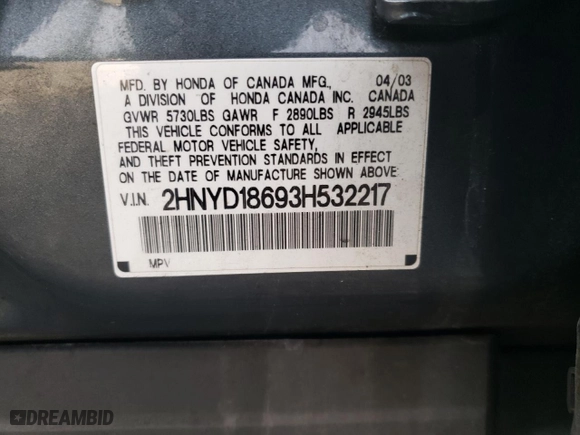 MFD. BY HONDA OF CANADA MFG., 04/03
A DIVISION OF HONDA CANADA INC. CANADA
GVWR 5730LBS GAWR F 2890LBS R 2945LBS
THIS VEHICLE CONFORMS TO ALL APPLICABLE
FEDERAL MOTOR VEHICLE SAFETY,
AND THEFT PREVENTION STANDARDS IN EFFECT
ON THE DATE OF MANUFACTURE SHOWN ABOVE
V.I.N. 2HNYD18693H532217
MPV
DREAMBID